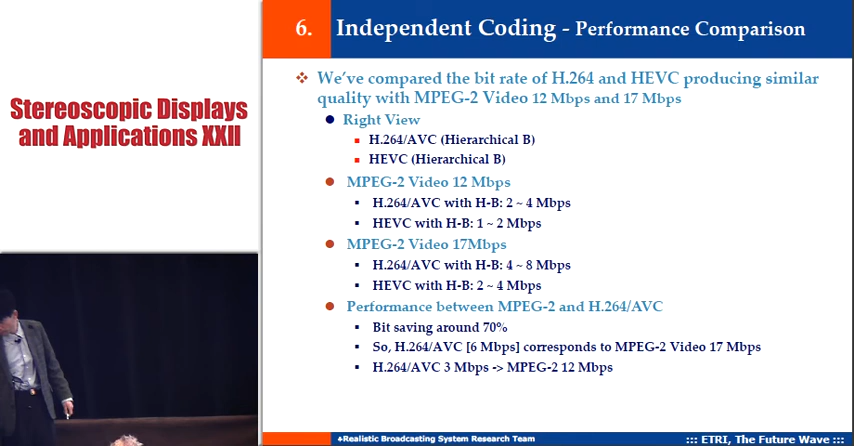 Stereoscopic Displays
and Applications XXII
6. Independent Coding - Performance Comparison
❖ We've compared the bit rate of H.264 and HEVC producing similar
quality with MPEG-2 Video 12 Mbps and 17 Mbps
● Right View
▪ H.264/AVC (Hierarchical B)
▪ HEVC (Hierarchical B)
● MPEG-2 Video 12 Mbps
▪ H.264/AVC with H-B: 2 ~ 4 Mbps
▪ HEVC with H-B: 1 ~ 2 Mbps
● MPEG-2 Video 17Mbps
▪ H.264/AVC with H-B: 4 ~ 8 Mbps
▪ HEVC with H-B: 2 ~ 4 Mbps
● Performance between MPEG-2 and H.264/AVC
▪ Bit saving around 70%
▪ So, H.264/AVC [6 Mbps] corresponds to MPEG-2 Video 17 Mbps
▪ H.264/AVC 3 Mbps -> MPEG-2 12 Mbps
♠Realistic Broadcasting System Research Team
::: ETRI, The Future Wave :::